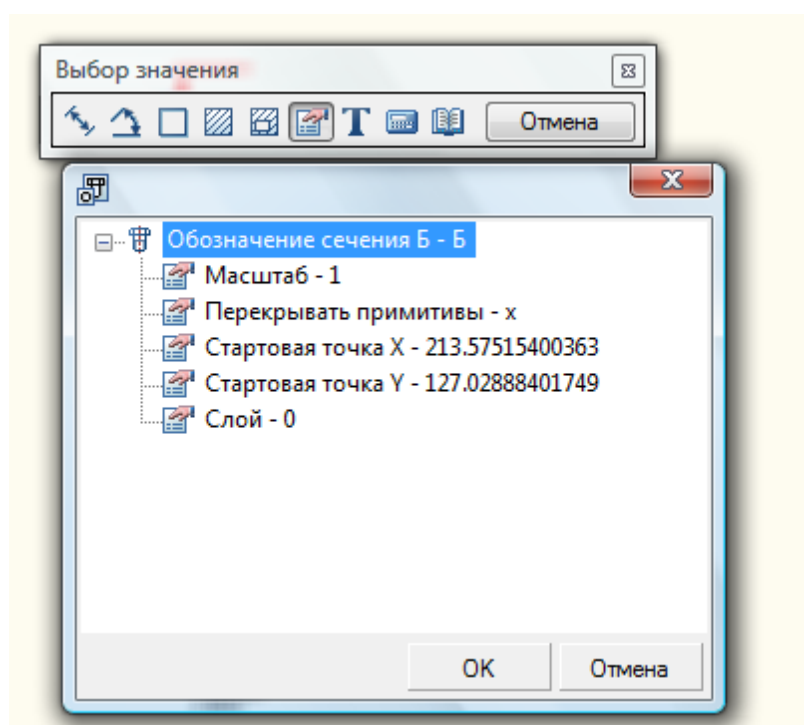 Выбор значения
T
Отмена
Обозначение сечения Б - Б
Масштаб - 1
Перекрывать примитивы - x
Стартовая точка X - 213.57515400363
Стартовая точка Y - 127.02888401749
Слой - 0
OK
Отмена